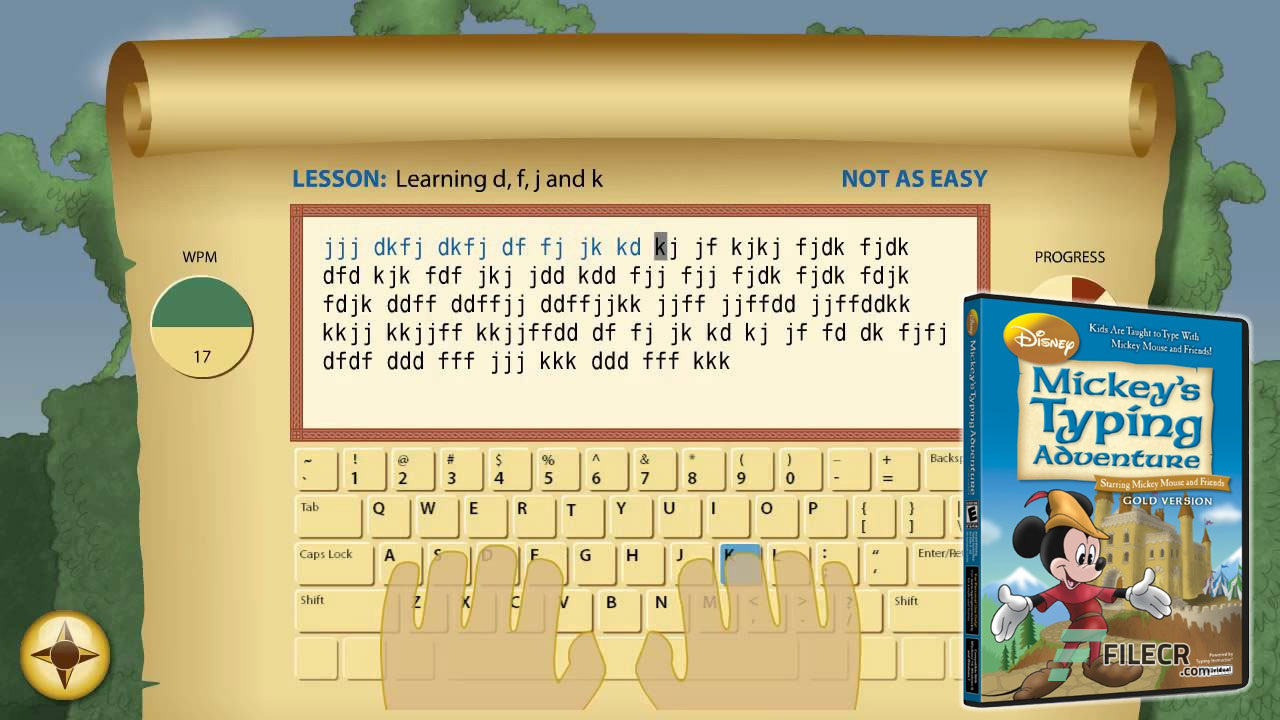 LESSON: Learning d, f, j and k
NOT AS EASY
jjj dkfj dkfj df fj jk kd kj jf kjkj fjdk fjdk
dfd kjk fdf jkj jdd kdd fjj fjj fjdk fjdk fdjk
fdjk ddff ddffjj ddffjjkk jjff jjffdd jjffddkk
kkjj kkjjff kkjjffdd df fj jk kd kj jf fd dk fjfj
dfdf ddd fff jjj kkk ddd fff kkk
WPM
17
PROGRESS
~ ! @ # $ % ^ & * ( ) _ +
` 1 2 3 4 5 6 7 8 9 0 - =
Backsp
Tab Q W E R T Y U I O P { [ } ] | \
Caps Lock A S D F G H J K L : " ' Enter/Ret
Shift Z X C V B N M < , > . ? / Shift
DISNEY
Kids Are Taught to Type With
Mickey Mouse and Friends!
Mickey's
Typing
Adventure
Starring Mickey Mouse and Friends
GOLD VERSION
Mickey's Typing Adventure
E
Powered by
FILECR
.com